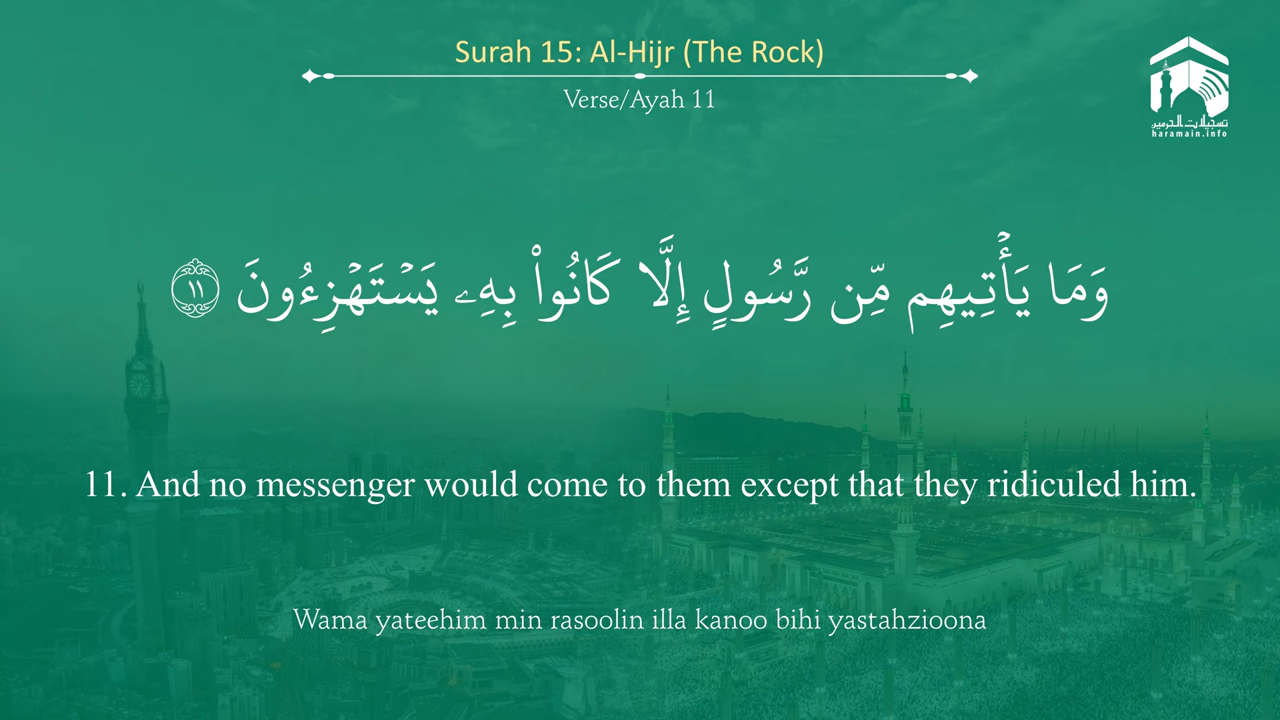 Surah 15: Al-Hijr (The Rock)
Verse/Ayah 11
تسجيلات الحرمين
haramain.info
وَمَا يَأۡتِيهِم مِّن رَّسُولٍ إِلَّا كَانُواْ بِهِۦ يَسۡتَهۡزِءُونَ ١١
11. And no messenger would come to them except that they ridiculed him.
Wama yateehim min rasoolin illa kanoo bihi yastahzioona